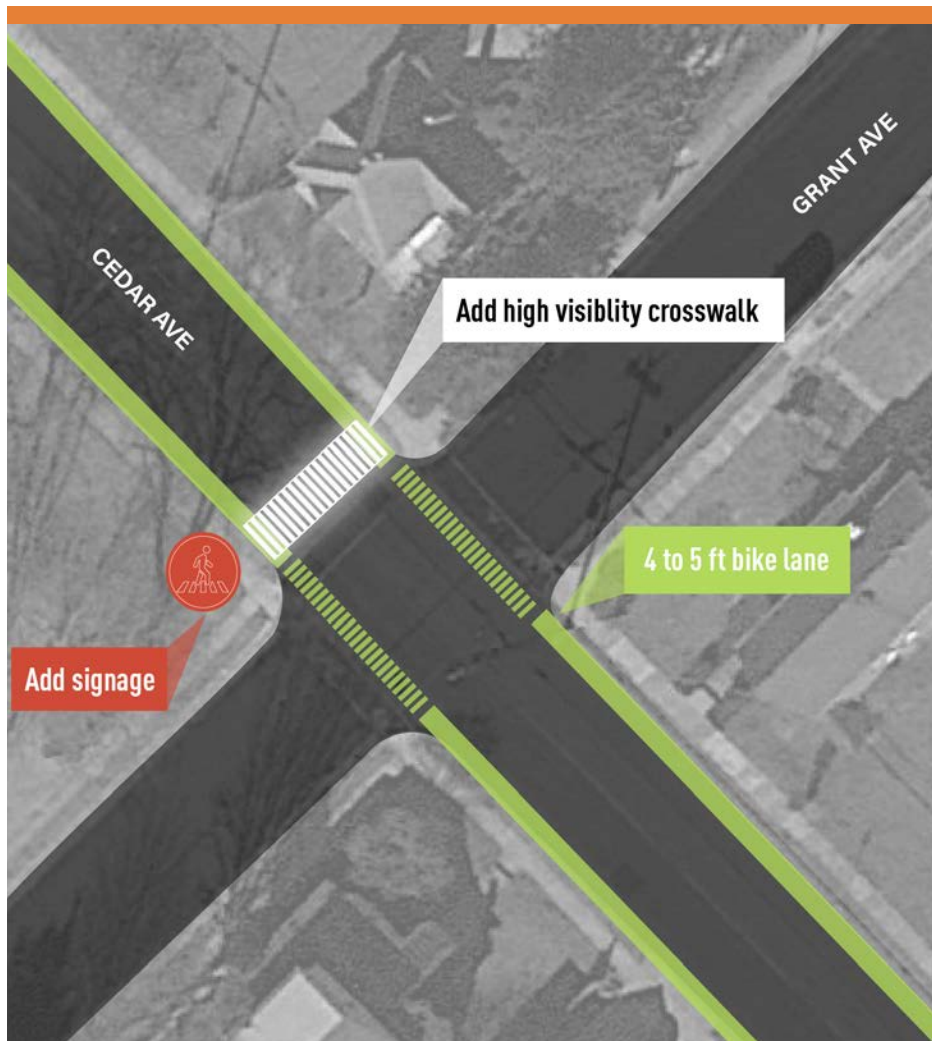 GRANT AVE
CEDAR AVE
Add high visiblity crosswalk
4 to 5 ft bike lane
Add signage